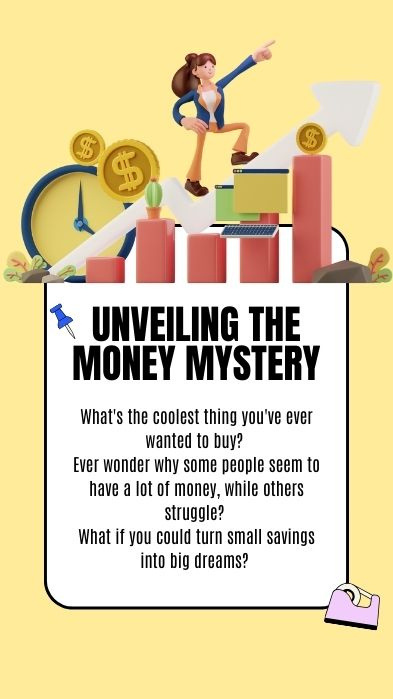 UNVEILING THE
MONEY MYSTERY
What's the coolest thing you've ever
wanted to buy?
Ever wonder why some people seem to
have a lot of money, while others
struggle?
What if you could turn small savings
into big dreams?